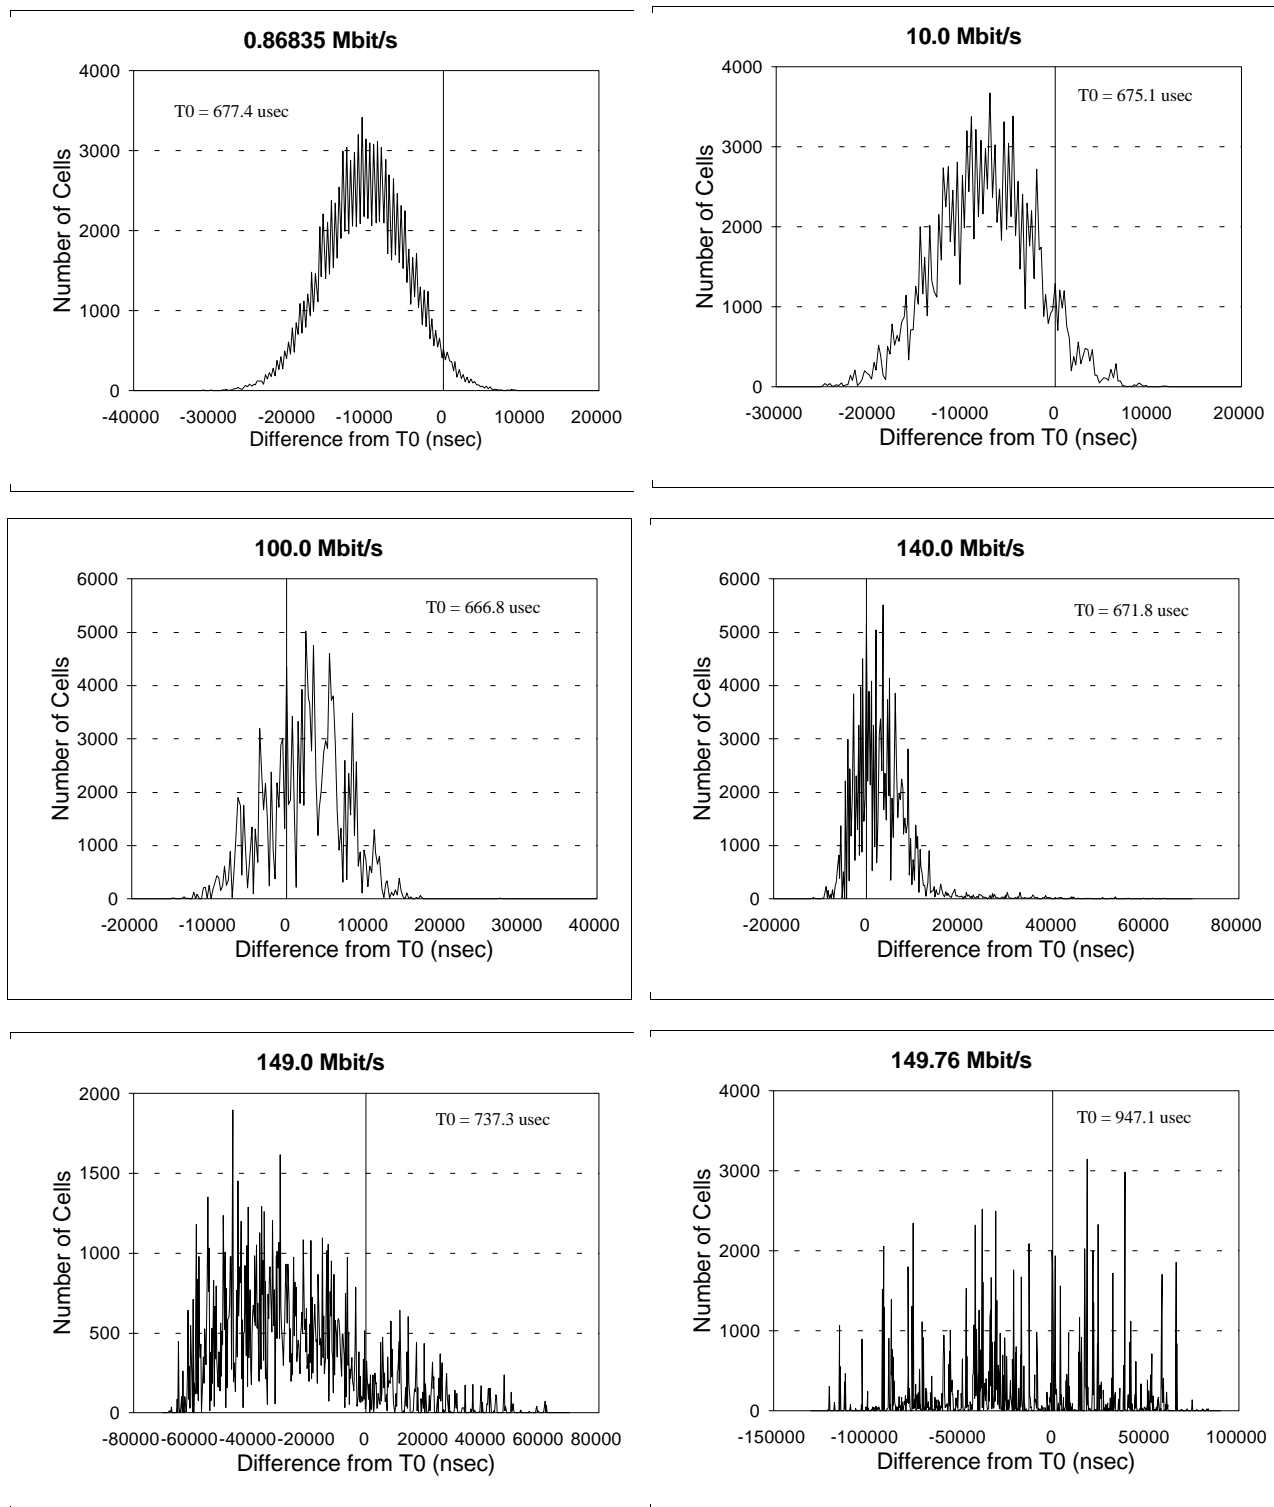 0.86835 Mbit/s
T0 = 677.4 usec
Number of Cells
4000
3000
2000
1000
0
-40000 -30000 -20000 -10000 0 10000 20000
Difference from T0 (nsec)
10.0 Mbit/s
T0 = 675.1 usec
Number of Cells
4000
3000
2000
1000
0
-30000 -20000 -10000 0 10000 20000
Difference from T0 (nsec)
100.0 Mbit/s
T0 = 666.8 usec
Number of Cells
6000
5000
4000
3000
2000
1000
0
-20000 -10000 0 10000 20000 30000 40000
Difference from T0 (nsec)
140.0 Mbit/s
T0 = 671.8 usec
Number of Cells
6000
5000
4000
3000
2000
1000
0
-20000 0 20000 40000 60000 80000
Difference from T0 (nsec)
149.0 Mbit/s
T0 = 737.3 usec
Number of Cells
2000
1500
1000
500
0
-80000 -60000 -40000 -20000 0 20000 40000 60000 80000
Difference from T0 (nsec)
149.76 Mbit/s
T0 = 947.1 usec
Number of Cells
4000
3000
2000
1000
0
-150000 -100000 -50000 0 50000 100000
Difference from T0 (nsec)